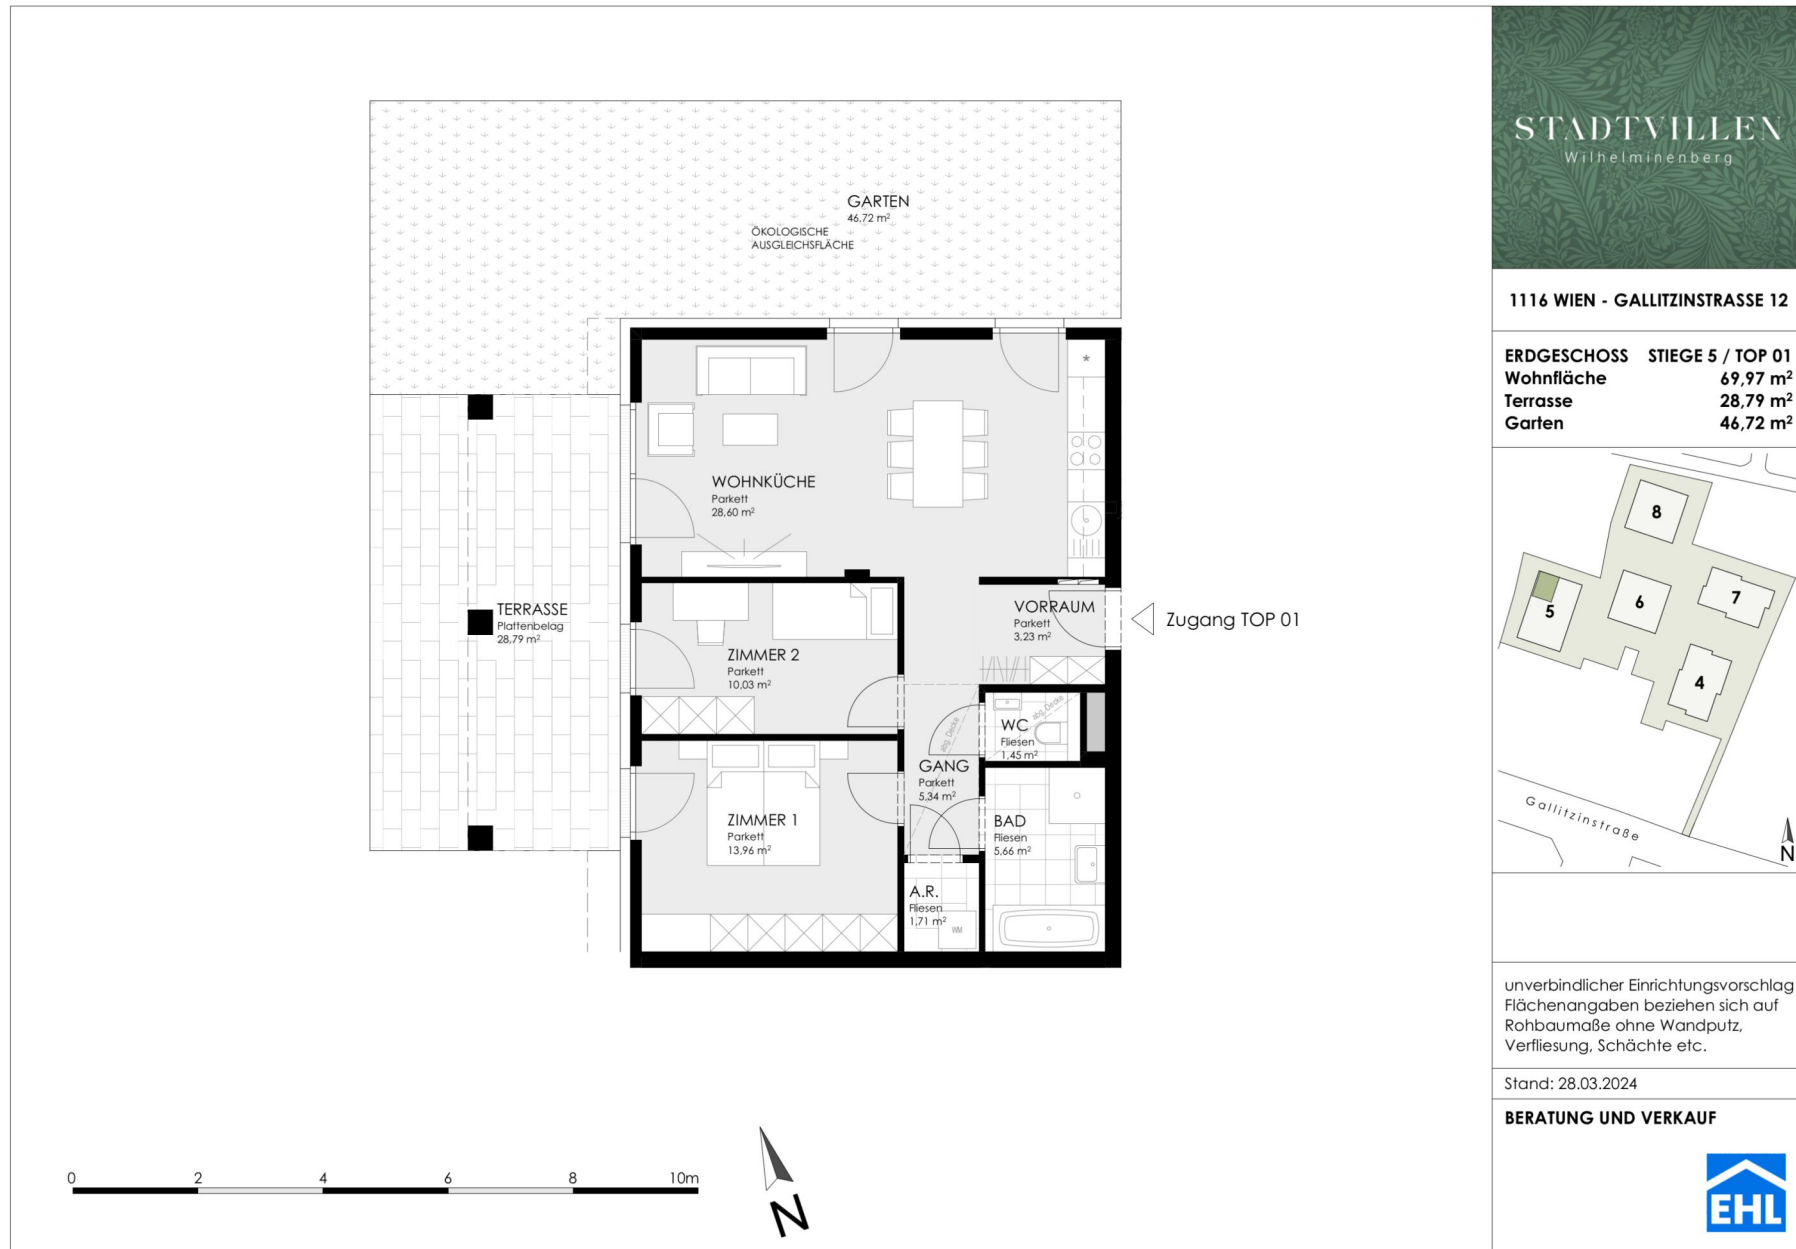 GARTEN
46,72 m²
ÖKOLOGISCHE
AUSGLEICHSFLÄCHE
*
WOHNKÜCHE
Parkett
28,60 m²
TERRASSE
Plattenbelag
28,79 m²
ZIMMER 2
Parkett
10,03 m²
VORRAUM
Parkett
3,23 m²
Zugang TOP 01
abg. Decke
abg. Decke
WC
Fliesen
1,45 m²
GANG
Parkett
5,34 m²
ZIMMER 1
Parkett
13,96 m²
BAD
Fliesen
5,66 m²
A.R.
Fliesen
1,71 m²
WM
0 2 4 6 8 10m
N
STADTVILLEN
Wilhelminenberg
1116 WIEN - GALLITZINSTRASSE 12
ERDGESCHOSS STIEGE 5 / TOP 01
Wohnfläche 69,97 m²
Terrasse 28,79 m²
Garten 46,72 m²
8
5
6
7
4
Gallitzinstraße
N
unverbindlicher Einrichtungsvorschlag
Flächenangaben beziehen sich auf
Rohbaumaße ohne Wandputz,
Verfliesung, Schächte etc.
Stand: 28.03.2024
BERATUNG UND VERKAUF
EHL